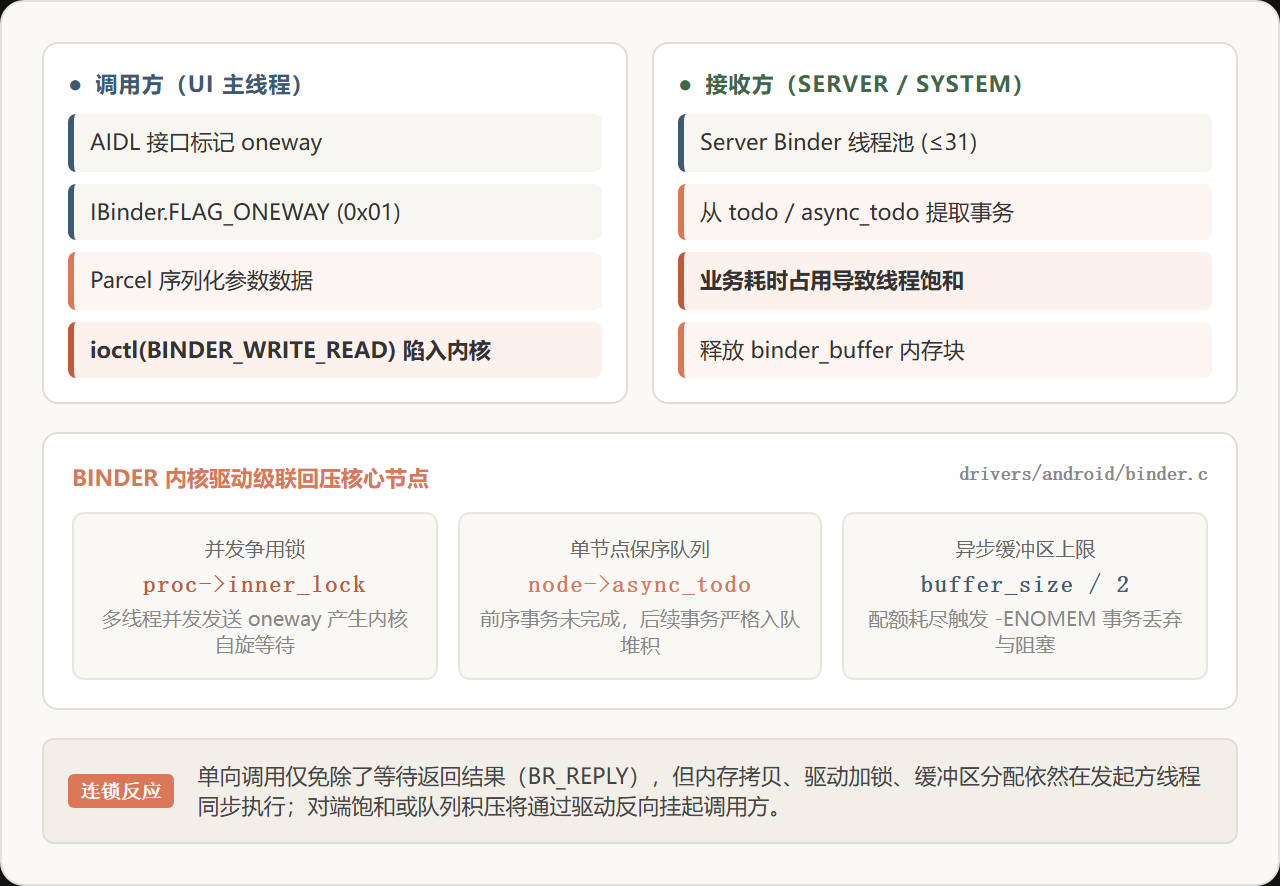 调用方（UI 主线程）
AIDL 接口标记 oneway
IBinder.FLAG_ONEWAY (0x01)
Parcel 序列化参数数据
ioctl(BINDER_WRITE_READ) 陷入内核
接收方（SERVER / SYSTEM）
Server Binder 线程池 (≤31)
从 todo / async_todo 提取事务
业务耗时占用导致线程饱和
释放 binder_buffer 内存块
BINDER 内核驱动级联回压核心节点
drivers/android/binder.c
并发争用锁
proc->inner_lock
多线程并发发送 oneway 产生内核
自旋等待
单节点保序队列
node->async_todo
前序事务未完成，后续事务严格入队
堆积
异步缓冲区上限
buffer_size / 2
配额耗尽触发 -ENOMEM 事务丢弃
与阻塞
连锁反应
单向调用仅免除了等待返回结果（BR_REPLY），但内存拷贝、驱动加锁、缓冲区分配依然在发起方线程
同步执行；对端饱和或队列积压将通过驱动反向挂起调用方。